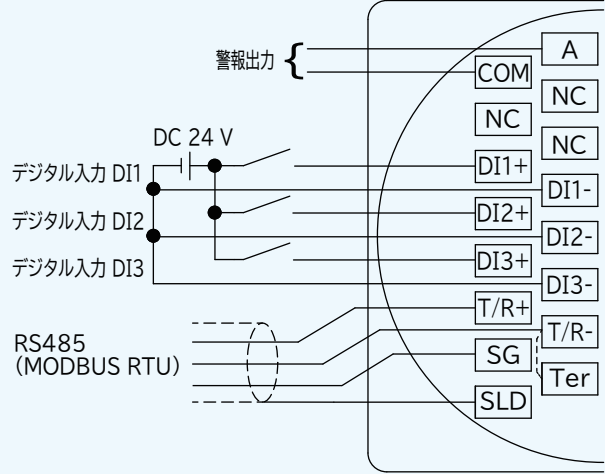 警報出力
A
COM
NC
NC
NC
DC 24 V
デジタル入力 DI1
DI1+
DI1-
デジタル入力 DI2
DI2+
DI2-
デジタル入力 DI3
DI3+
DI3-
T/R+
T/R-
RS485
(MODBUS RTU)
SG
Ter
SLD